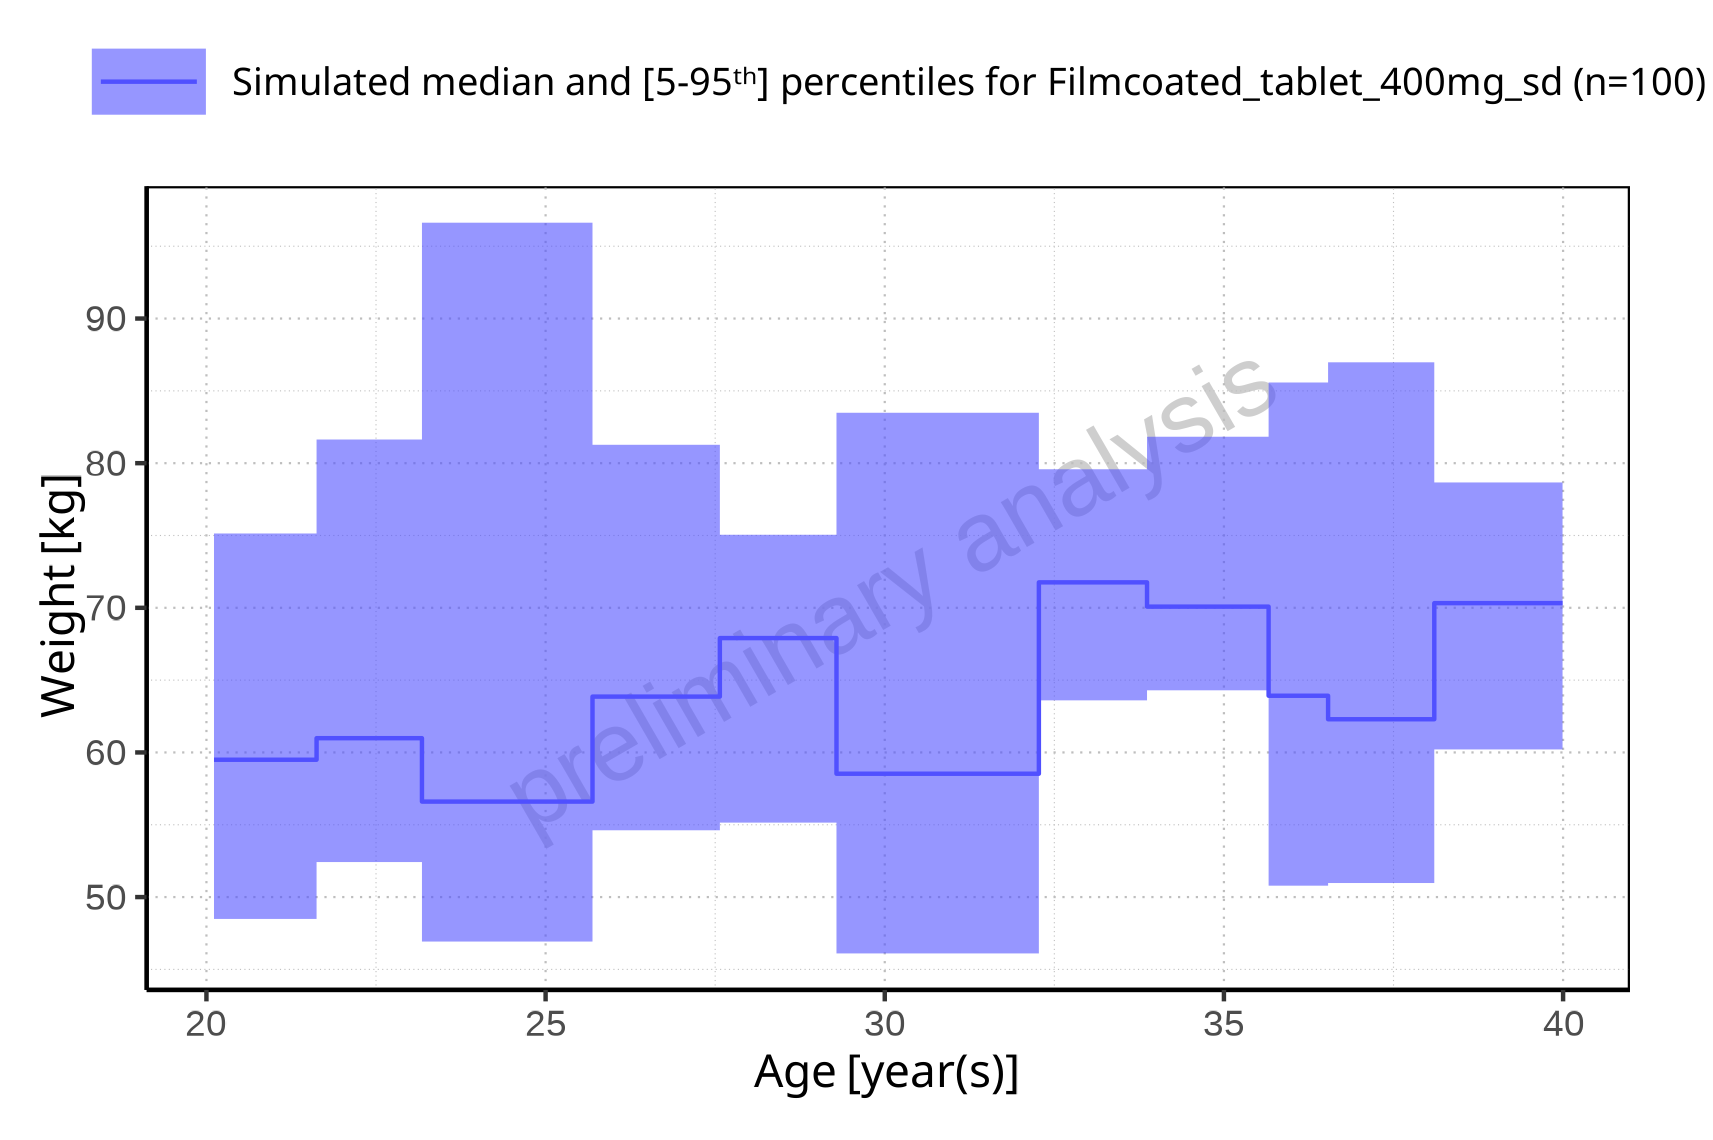 Simulated median and [5-95ᵗʰ] percentiles for Filmcoated_tablet_400mg_sd (n=100)
90
80
70
60
50
Weight [kg]
preliminary analysis
20 25 30 35 40
Age [year(s)]